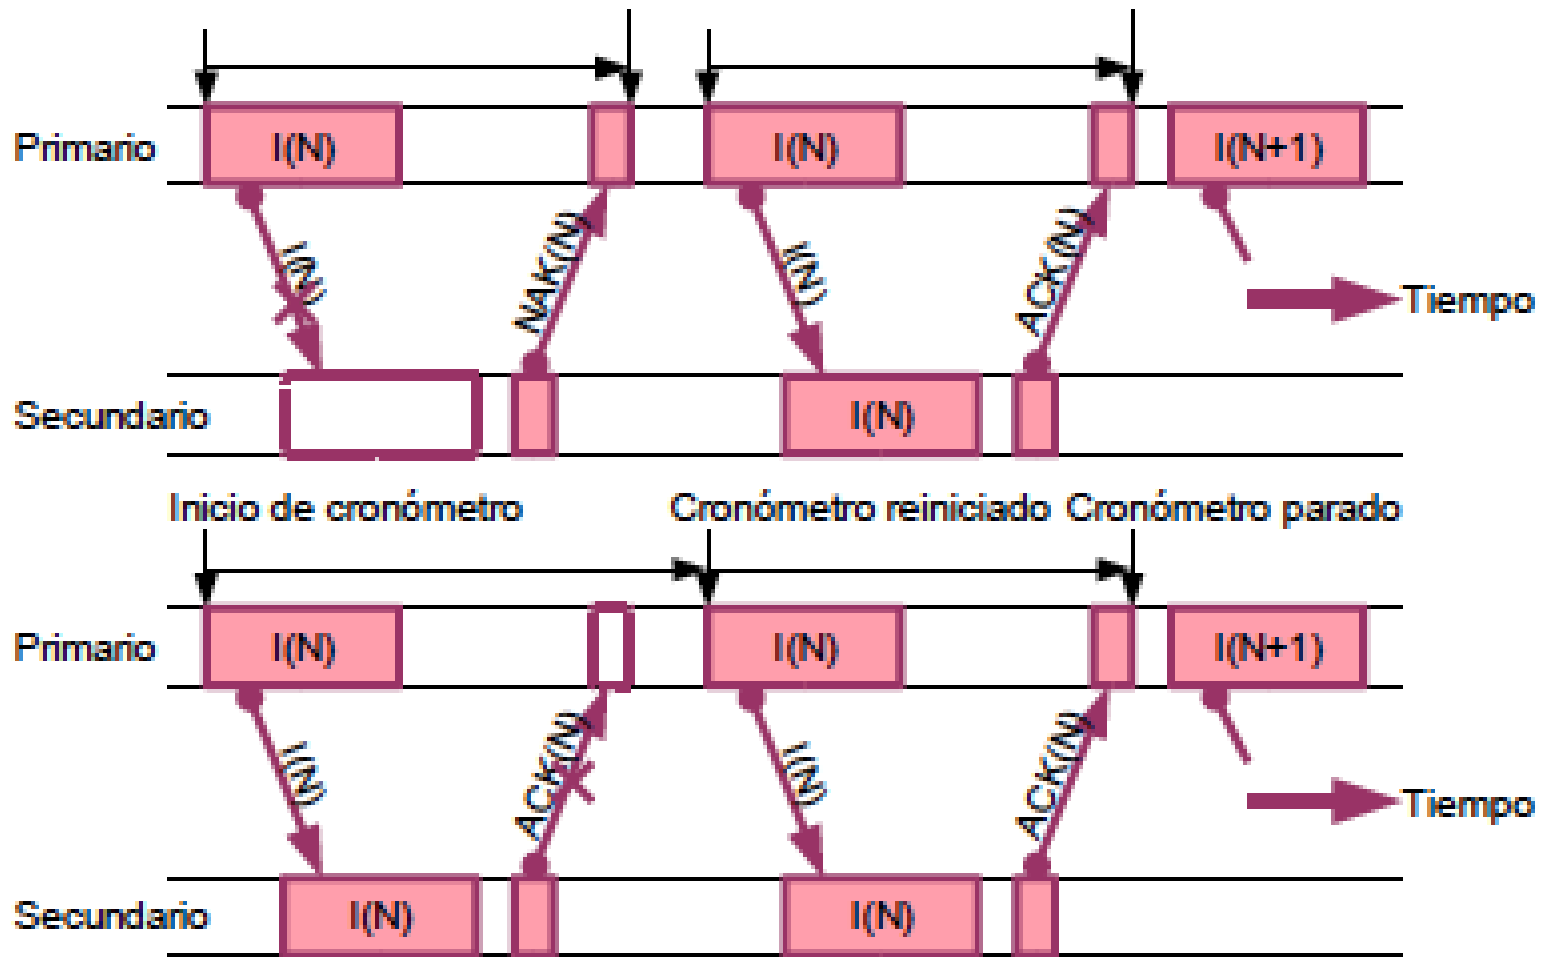 Primario
I(N)
I(N)
I(N+1)
I(N)
NAK(N)
I(N)
ACK(N)
Tiempo
Secundario
I(N)
Inicio de cronómetro
Cronómetro reiniciado
Cronómetro parado
Primario
I(N)
I(N)
I(N+1)
I(N)
ACK(N)
I(N)
ACK(N)
Tiempo
Secundario
I(N)
I(N)